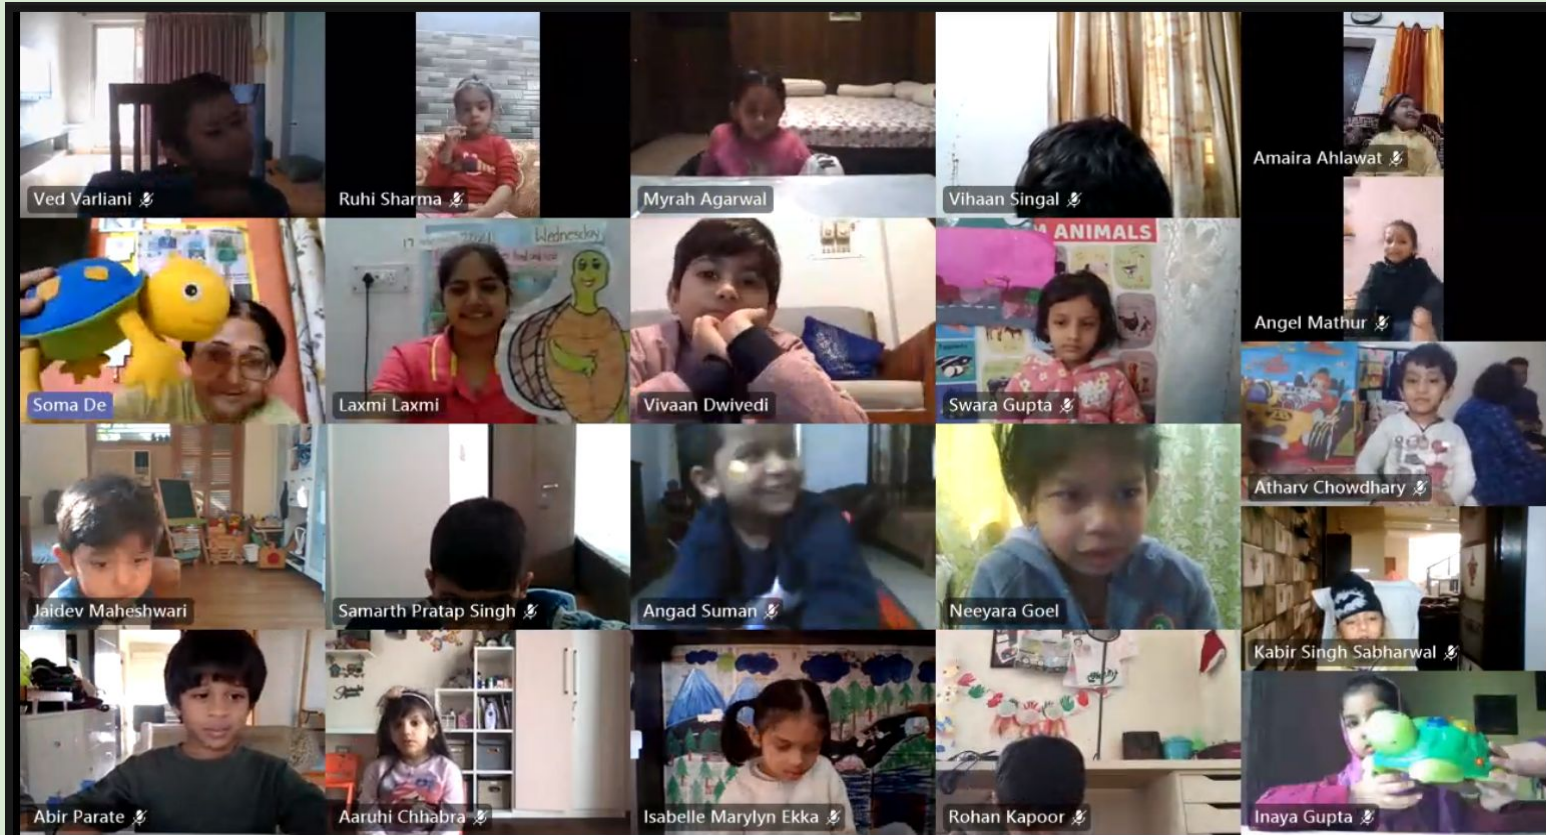 Ved Varliani
Ruhi Sharma
Myrah Agarwal
Vihaan Singal
Amaira Ahlawat
Angel Mathur
Soma De
Laxmi Laxmi
Wednesday
Vivaan Dwivedi
ANIMALS
Swara Gupta
Atharv Chowdhary
Jaidev Maheshwari
Samarth Pratap Singh
Angad Suman
Neeyara Goel
Kabir Singh Sabharwal
Abir Parate
Aaruhi Chhabra
Isabelle Marylyn Ekka
Rohan Kapoor
Inaya Gupta